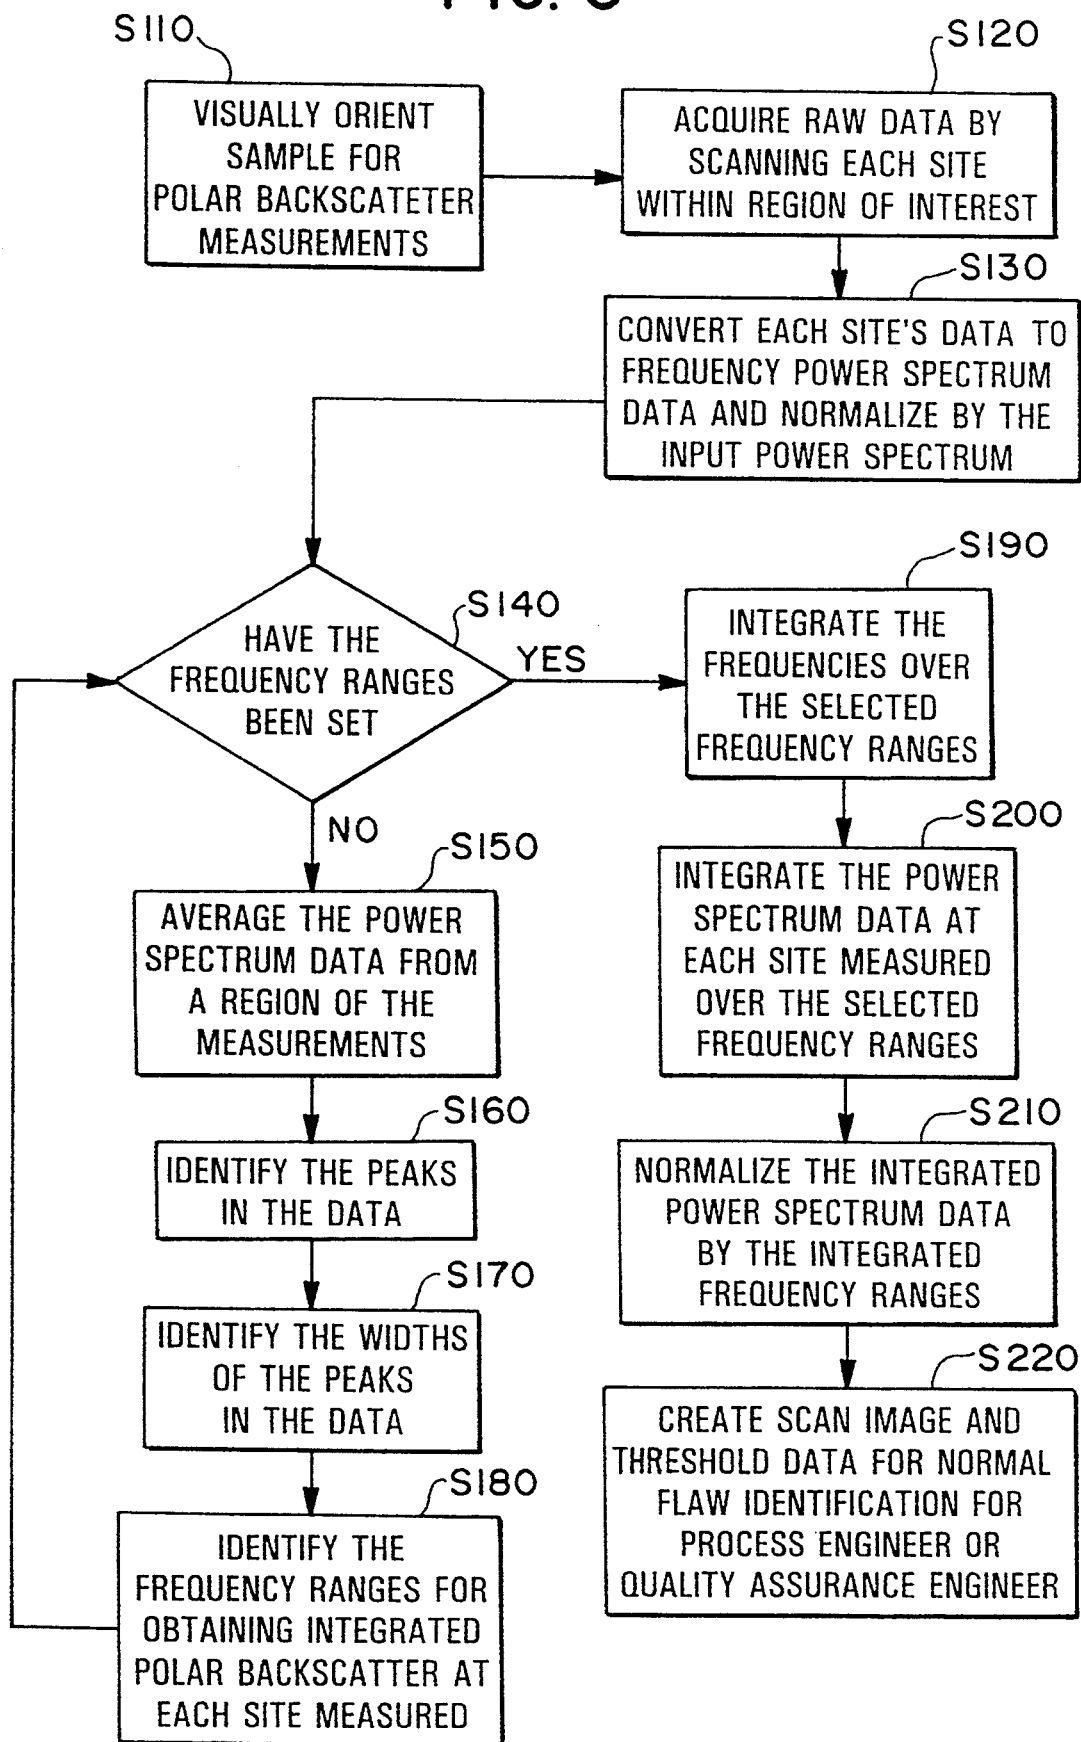 S110
VISUALLY ORIENT
SAMPLE FOR
POLAR BACKSCATETER
MEASUREMENTS
S120
ACQUIRE RAW DATA BY
SCANNING EACH SITE
WITHIN REGION OF INTEREST
S130
CONVERT EACH SITE'S DATA TO
FREQUENCY POWER SPECTRUM
DATA AND NORMALIZE BY THE
INPUT POWER SPECTRUM
S140
HAVE THE
FREQUENCY RANGES
BEEN SET
YES
NO
S150
AVERAGE THE POWER
SPECTRUM DATA FROM
A REGION OF THE
MEASUREMENTS
S160
IDENTIFY THE PEAKS
IN THE DATA
S170
IDENTIFY THE WIDTHS
OF THE PEAKS
IN THE DATA
S180
IDENTIFY THE
FREQUENCY RANGES FOR
OBTAINING INTEGRATED
POLAR BACKSCATTER AT
EACH SITE MEASURED
S190
INTEGRATE THE
FREQUENCIES OVER
THE SELECTED
FREQUENCY RANGES
S200
INTEGRATE THE POWER
SPECTRUM DATA AT
EACH SITE MEASURED
OVER THE SELECTED
FREQUENCY RANGES
S210
NORMALIZE THE INTEGRATED
POWER SPECTRUM DATA
BY THE INTEGRATED
FREQUENCY RANGES
S220
CREATE SCAN IMAGE AND
THRESHOLD DATA FOR NORMAL
FLAW IDENTIFICATION FOR
PROCESS ENGINEER OR
QUALITY ASSURANCE ENGINEER